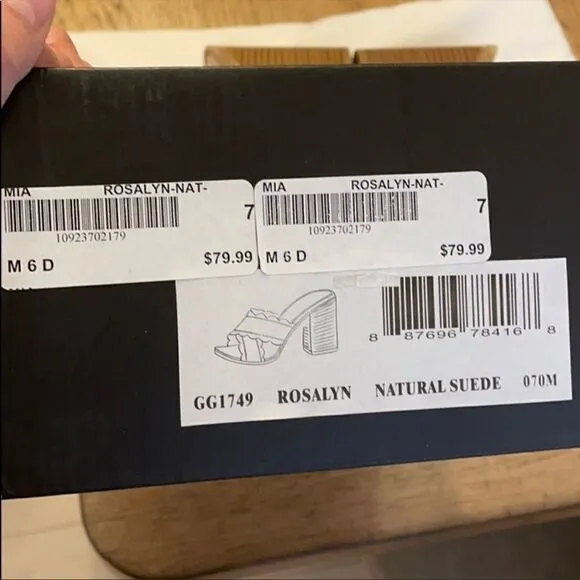 MIA ROSALYN-NAT-
7
10923702179
M 6 D $79.99
MIA ROSALYN-NAT-
7
10923702179
M 6 D $79.99
8 87696 78416 8
GG1749 ROSALYN NATURAL SUEDE 070M